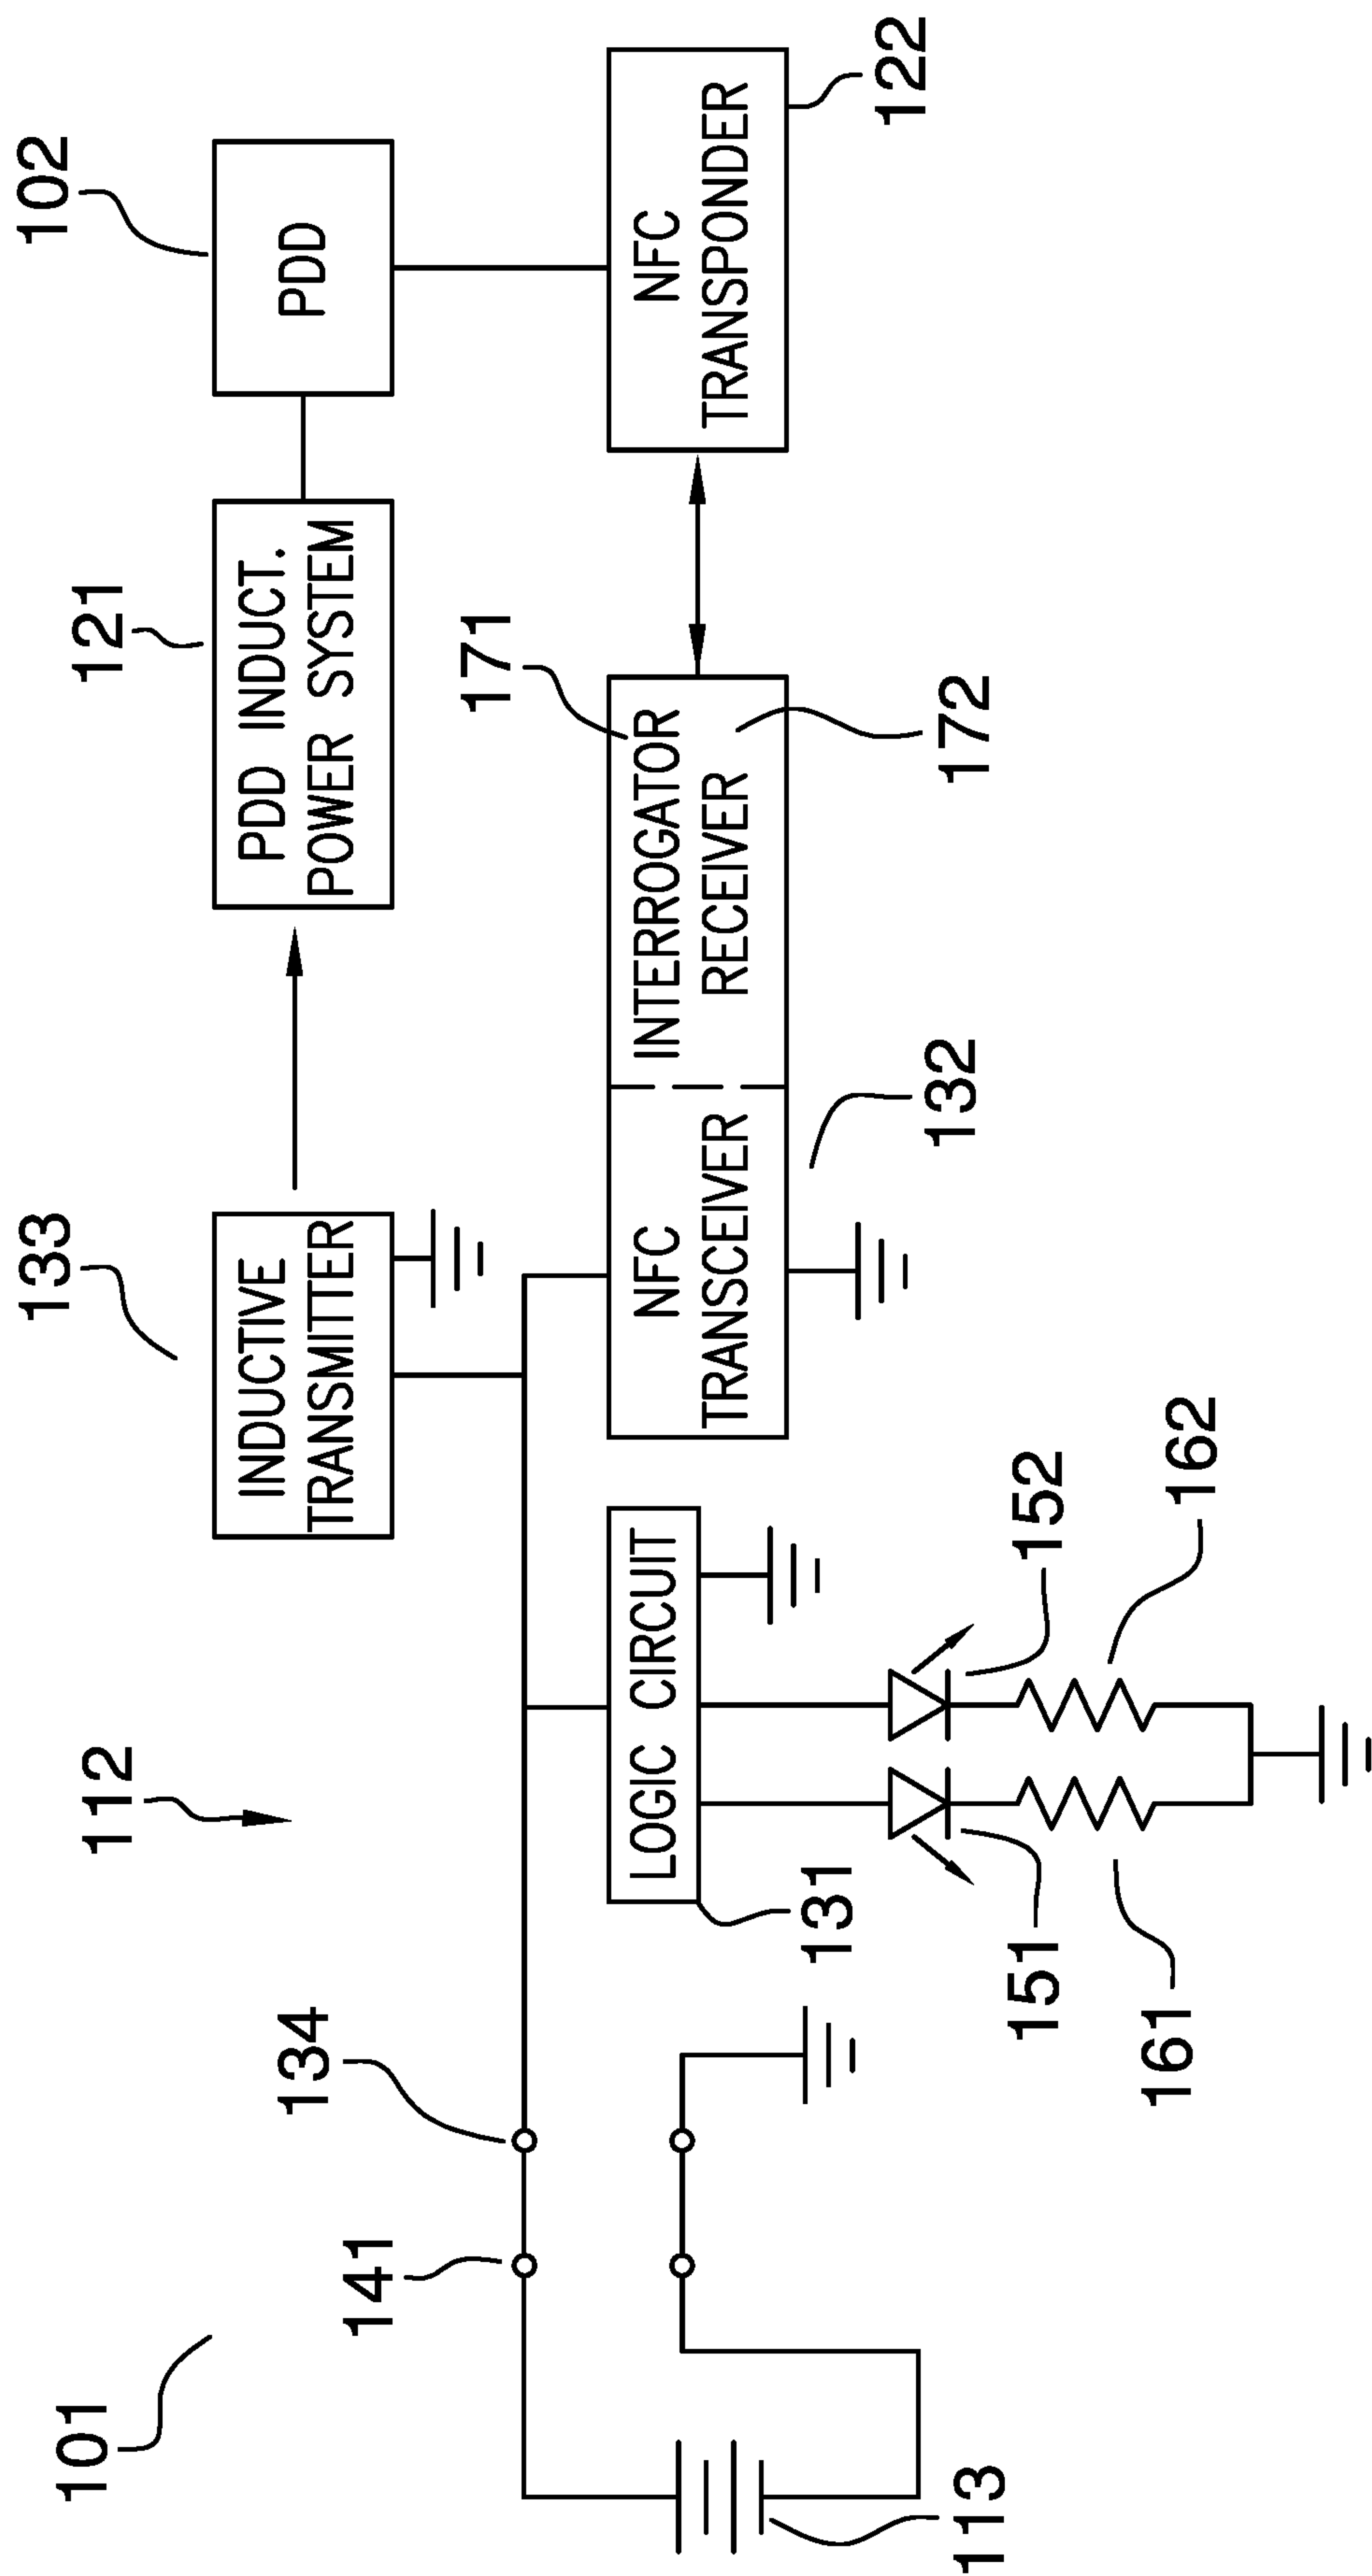 101
112
133
121
102
141
134
INDUCTIVE
TRANSMITTER
PDD INDUCT.
POWER SYSTEM
PDD
171
LOGIC CIRCUIT
NFC
TRANSCEIVER
INTERROGATOR
RECEIVER
NFC
TRANSPONDER
131
132
172
122
113
151
152
161
162